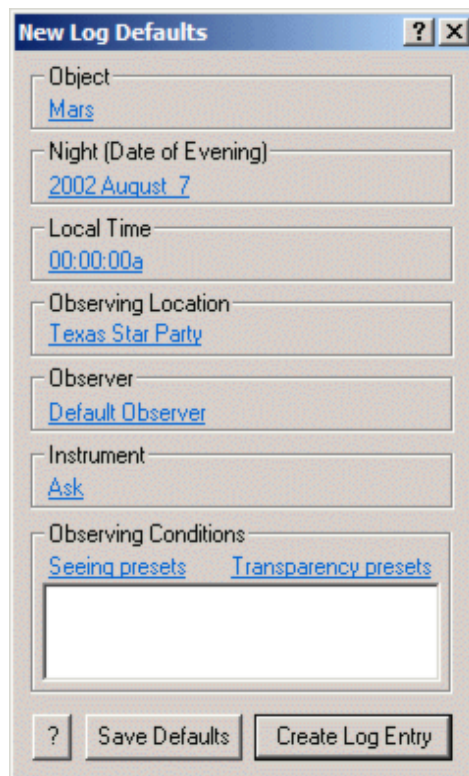 New Log Defaults ? X
Object
Mars
Night (Date of Evening)
2002 August 7
Local Time
00:00:00a
Observing Location
Texas Star Party
Observer
Default Observer
Instrument
Ask
Observing Conditions
Seeing presets Transparency presets
? Save Defaults Create Log Entry